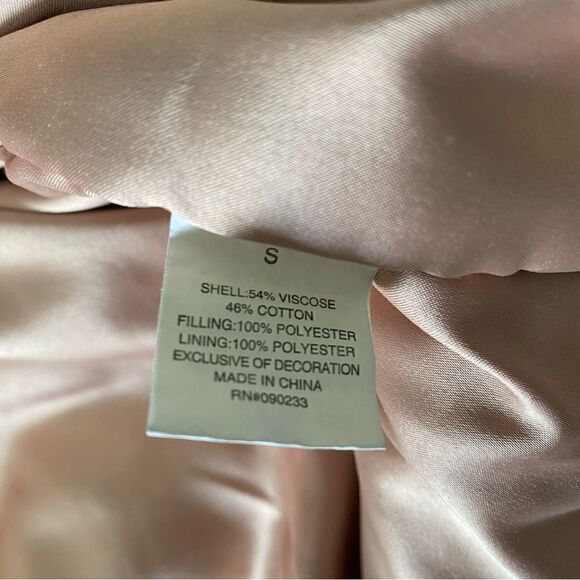 S
SHELL:54% VISCOSE
46% COTTON
FILLING:100% POLYESTER
LINING:100% POLYESTER
EXCLUSIVE OF DECORATION
MADE IN CHINA
RN#090233